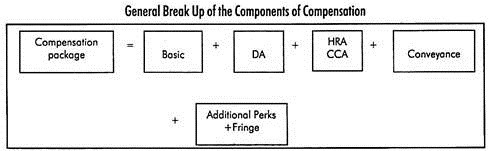 General Break Up of the Components of Compensation
Compensation package = Basic + DA + HRA CCA + Conveyance
+ Additional Perks +Fringe